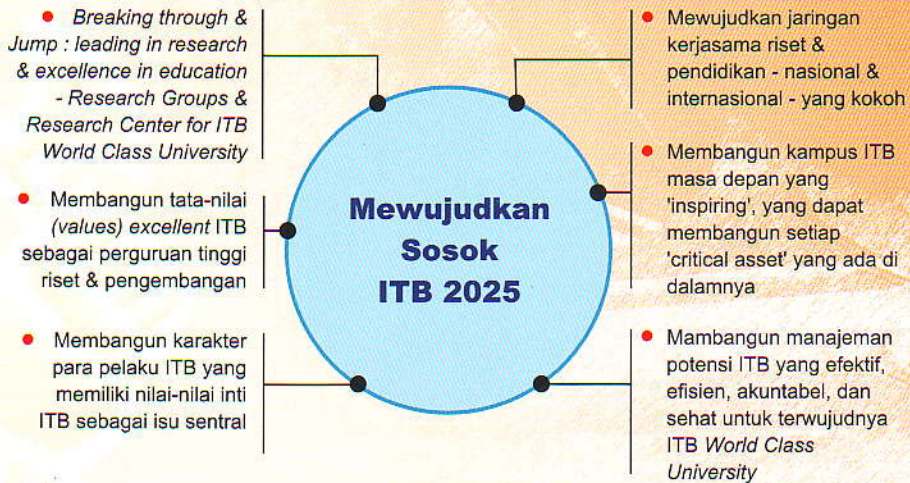 Breaking through &
Jump : leading in research
& excellence in education
- Research Groups &
Research Center for ITB
World Class University
Membangun tata-nilai
(values) excellent ITB
sebagai perguruan tinggi
riset & pengembangan
Membangun karakter
para pelaku ITB yang
memiliki nilai-nilai inti
ITB sebagai isu sentral
Mewujudkan
Sosok
ITB 2025
Mewujudkan jaringan
kerjasama riset &
pendidikan - nasional &
internasional - yang kokoh
Membangun kampus ITB
masa depan yang
'inspiring', yang dapat
membangun setiap
'critical asset' yang ada di
dalamnya
Mambangun manajeman
potensi ITB yang efektif,
efisien, akuntabel, dan
sehat untuk terwujudnya
ITB World Class
University